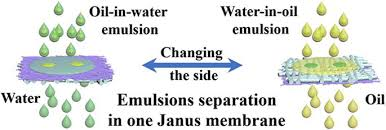 Oil-in-water
emulsion
Water-in-oil
emulsion
Changing
the side
Water
Oil
Emulsions separation
in one Janus membrane